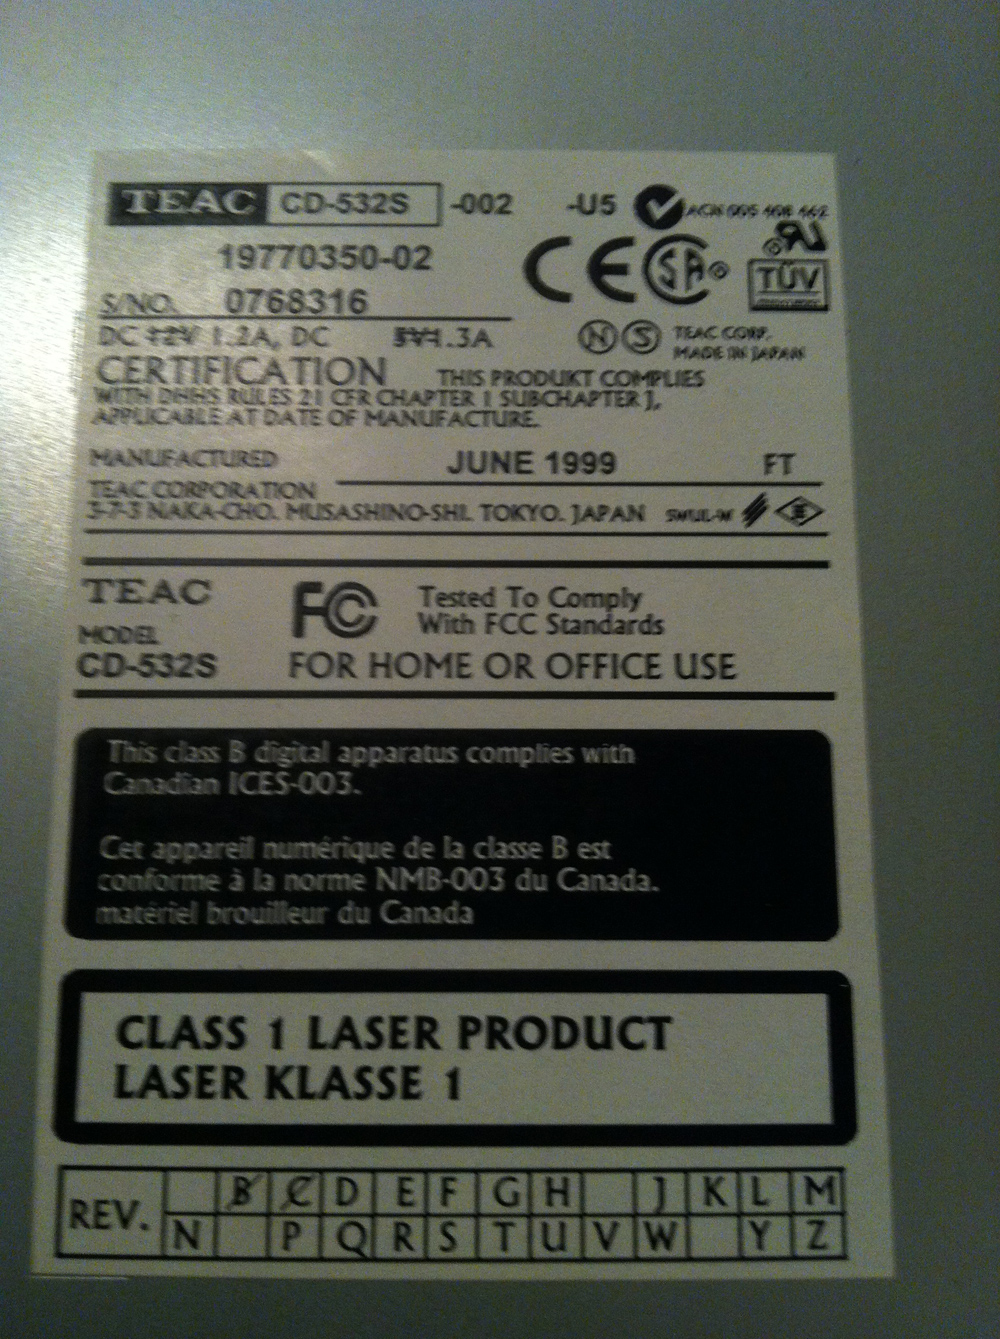 TEAC CD-532S -002 -U5 ACN 005 408 462
19770350-02
S/NO. 0768316
DC +12V 1.2A, DC 1.3A
TEAC CORP.
MADE IN JAPAN
TÜV
CERTIFICATION THIS PRODUKT COMPLIES
WITH DHHS RULES 21 CFR CHAPTER 1 SUBCHAPTER J,
APPLICABLE AT DATE OF MANUFACTURE.
MANUFACTURED JUNE 1999 FT
TEAC CORPORATION
3-7-3 NAKA-CHO, MUSASHINO-SHI, TOKYO, JAPAN
TEAC FC Tested To Comply
With FCC Standards
MODEL
CD-532S FOR HOME OR OFFICE USE
This class B digital apparatus complies with
Canadian ICES-003.
Cet appareil numérique de la classe B est
conforme à la norme NMB-003 du Canada.
matériel brouilleur du Canada
CLASS 1 LASER PRODUCT
LASER KLASSE 1
REV. B C D E F G H J K L M
N P Q R S T U V W Y Z